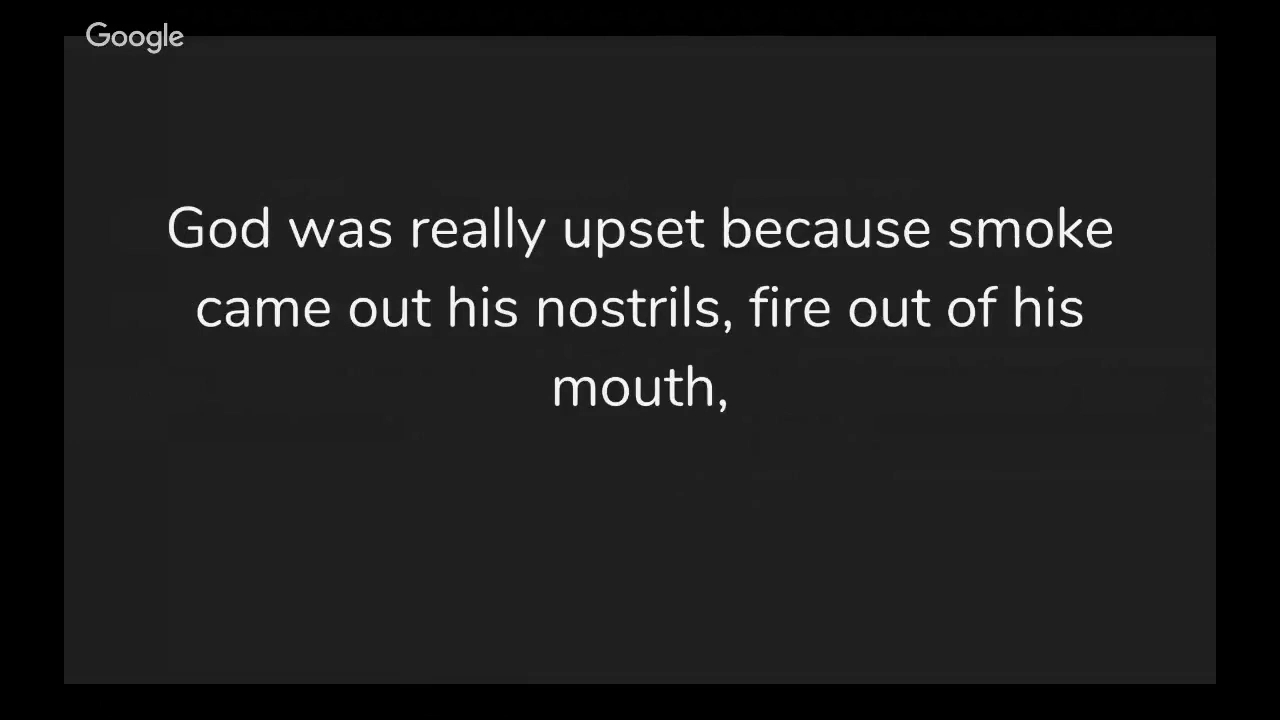 Google
God was really upset because smoke
came out his nostrils, fire out of his
mouth,